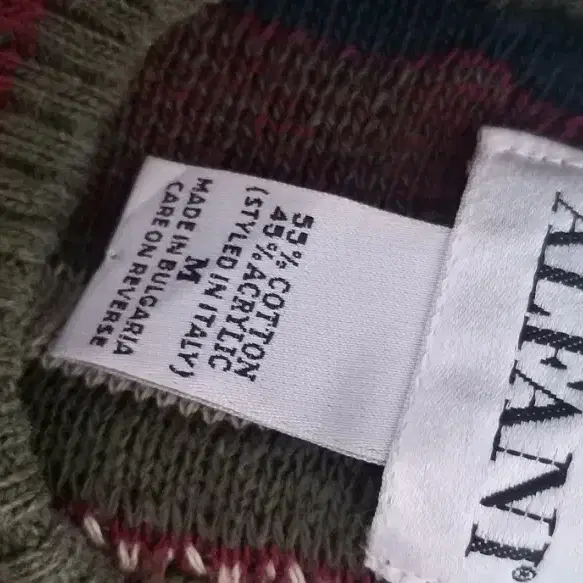 ALFANI®
55% COTTON
45% ACRYLIC
(STYLED IN ITALY)
M
MADE IN BULGARIA
CARE ON REVERSE